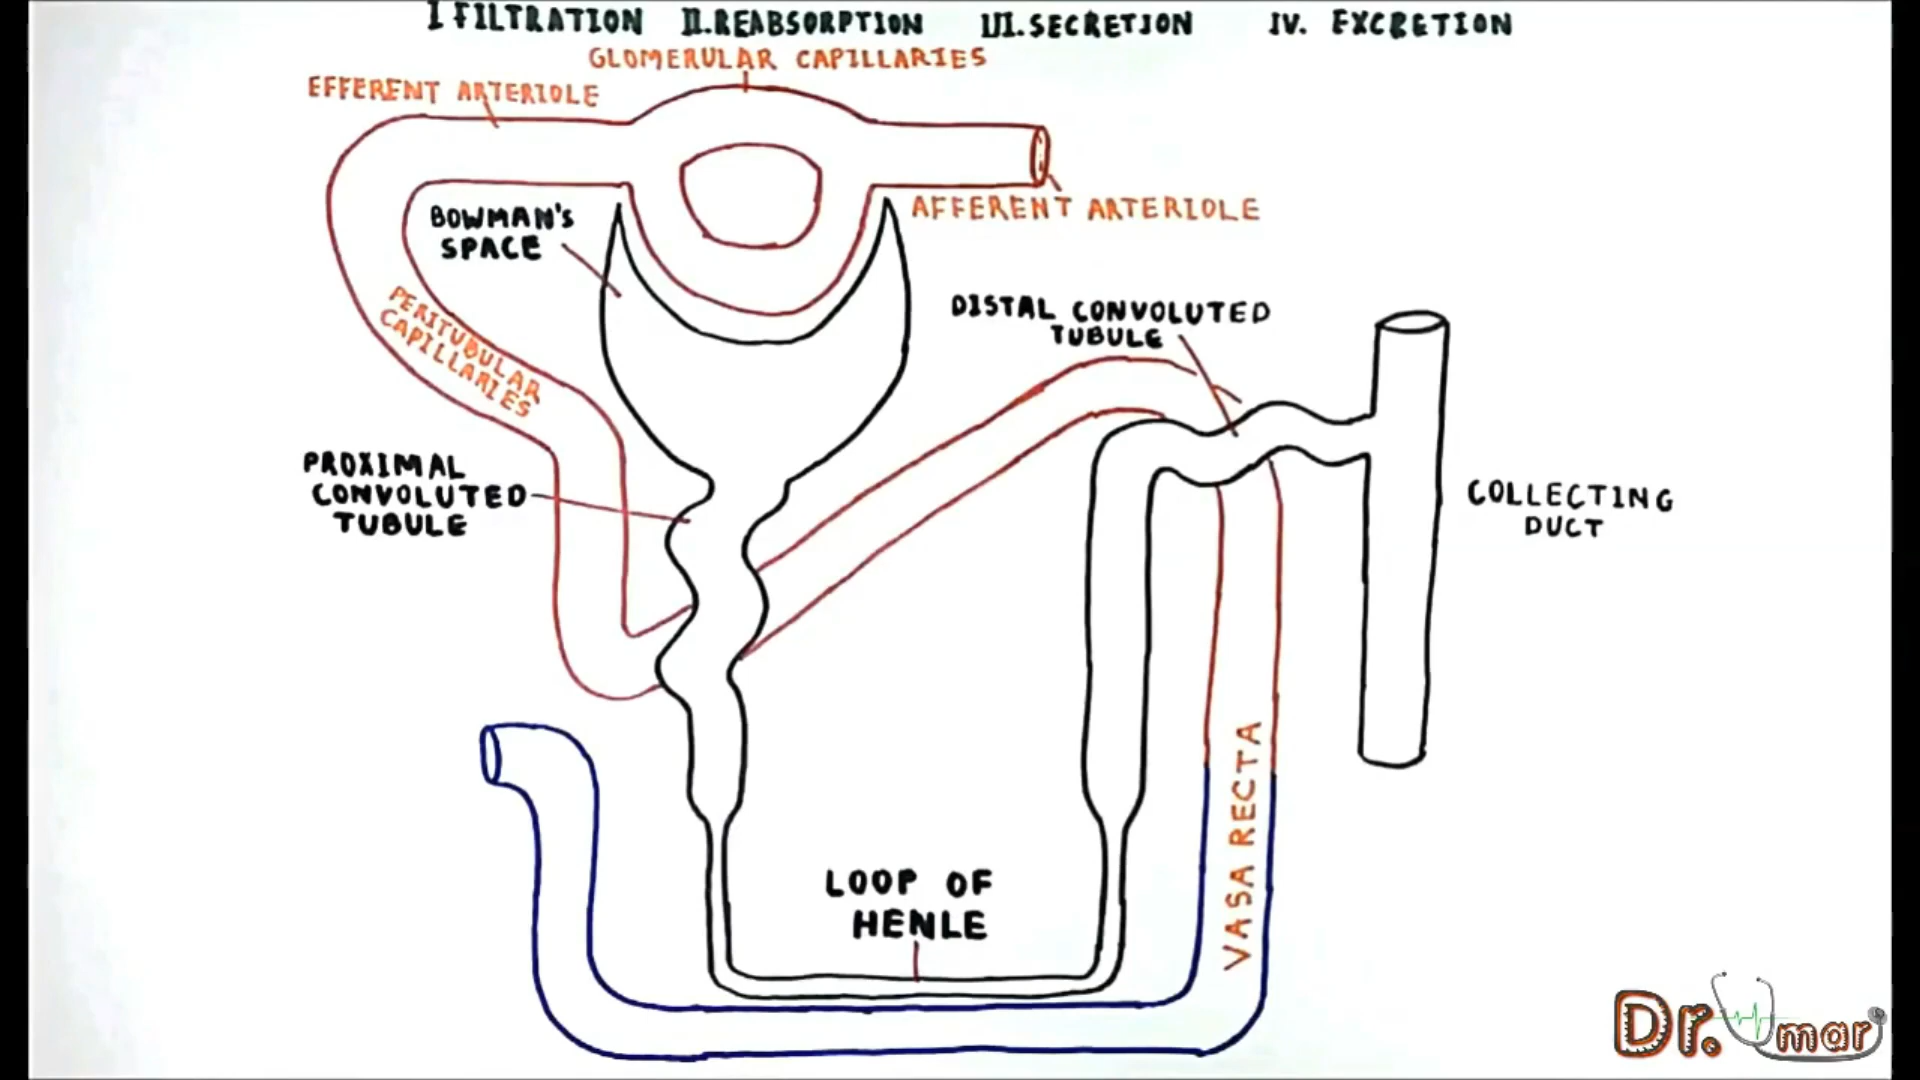 I FILTRATION II.REABSORPTION III.SECRETION IV. EXCRETION
GLOMERULAR CAPILLARIES
EFFERENT ARTERIOLE
AFFERENT ARTERIOLE
BOWMAN'S
SPACE
PERITUBULAR
CAPILLARIES
DISTAL CONVOLUTED
TUBULE
PROXIMAL
CONVOLUTED
TUBULE
COLLECTING
DUCT
VASA RECTA
LOOP OF
HENLE
Dr. Umar